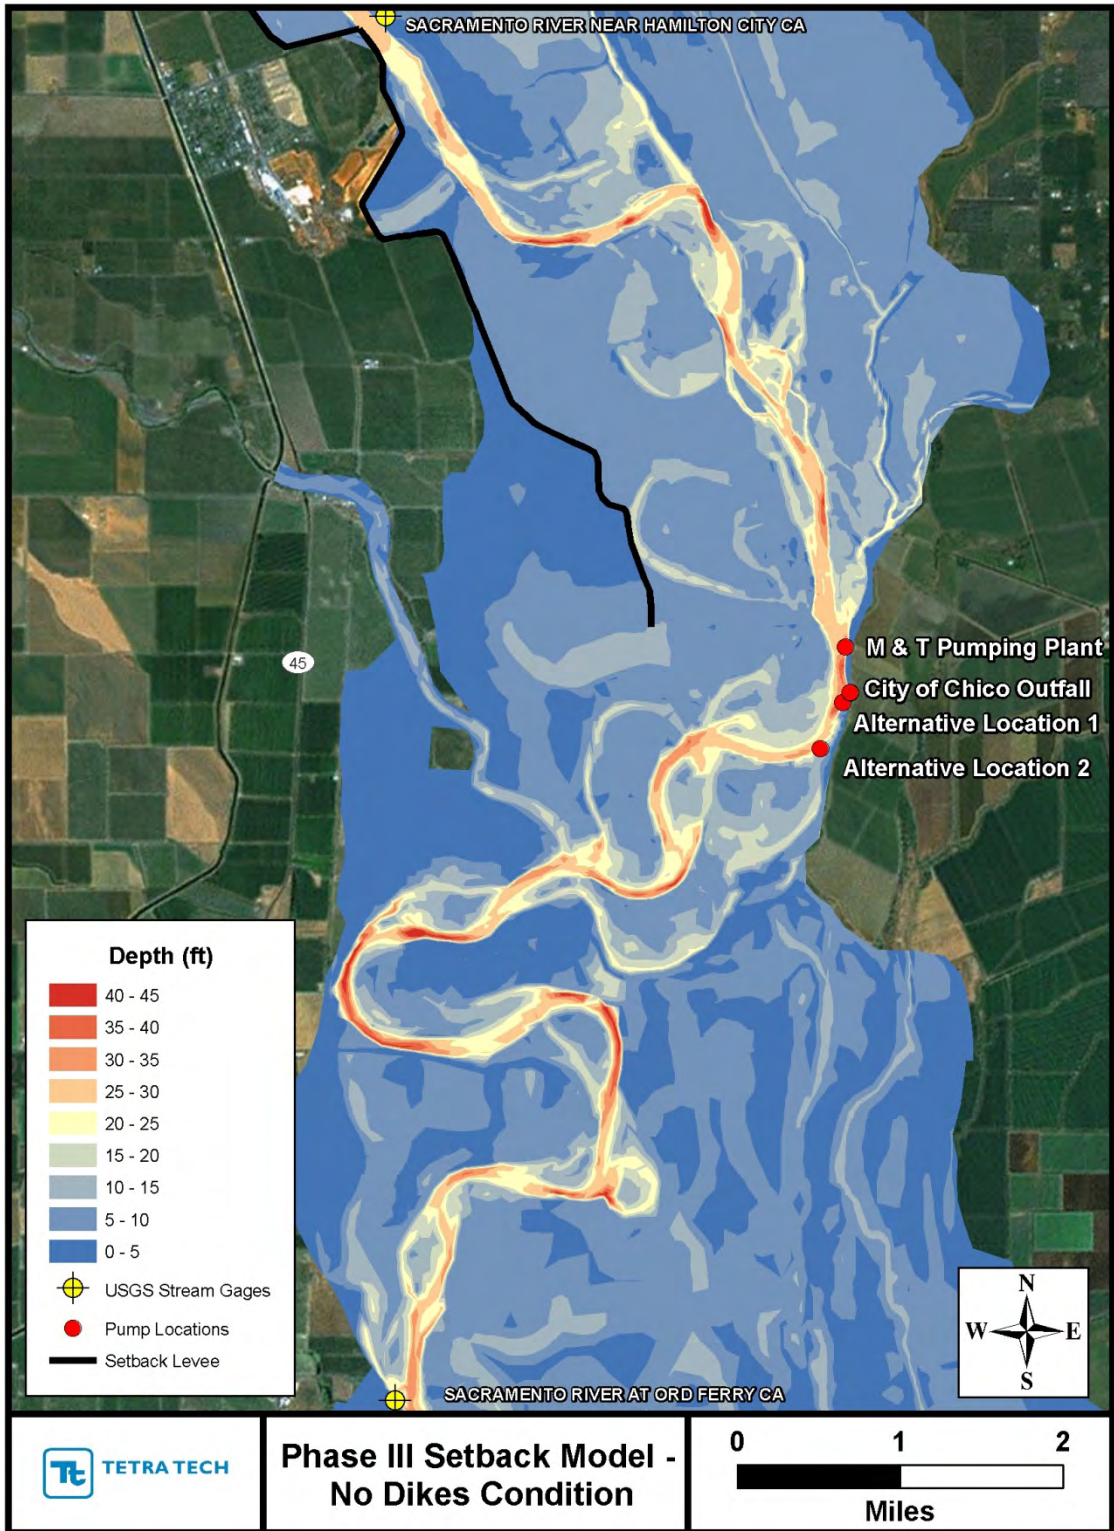 SACRAMENTO RIVER NEAR HAMILTON CITY CA
45
M & T Pumping Plant
City of Chico Outfall
Alternative Location 1
Alternative Location 2
Depth (ft)
40 - 45
35 - 40
30 - 35
25 - 30
20 - 25
15 - 20
10 - 15
5 - 10
0 - 5
USGS Stream Gages
Pump Locations
Setback Levee
N
W E
S
SACRAMENTO RIVER AT ORD FERRY CA
Tt TETRA TECH
Phase III Setback Model -
No Dikes Condition
0 1 2
Miles